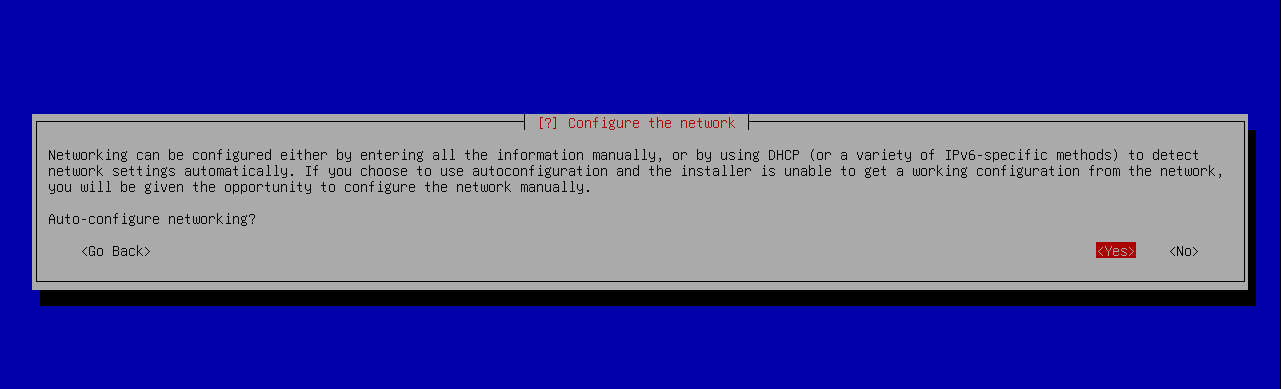 [?] Configure the network
Networking can be configured either by entering all the information manually, or by using DHCP (or a variety of IPv6-specific methods) to detect
network settings automatically. If you choose to use autoconfiguration and the installer is unable to get a working configuration from the network,
you will be given the opportunity to configure the network manually.
Auto-configure networking?
<Go Back> <Yes> <No>